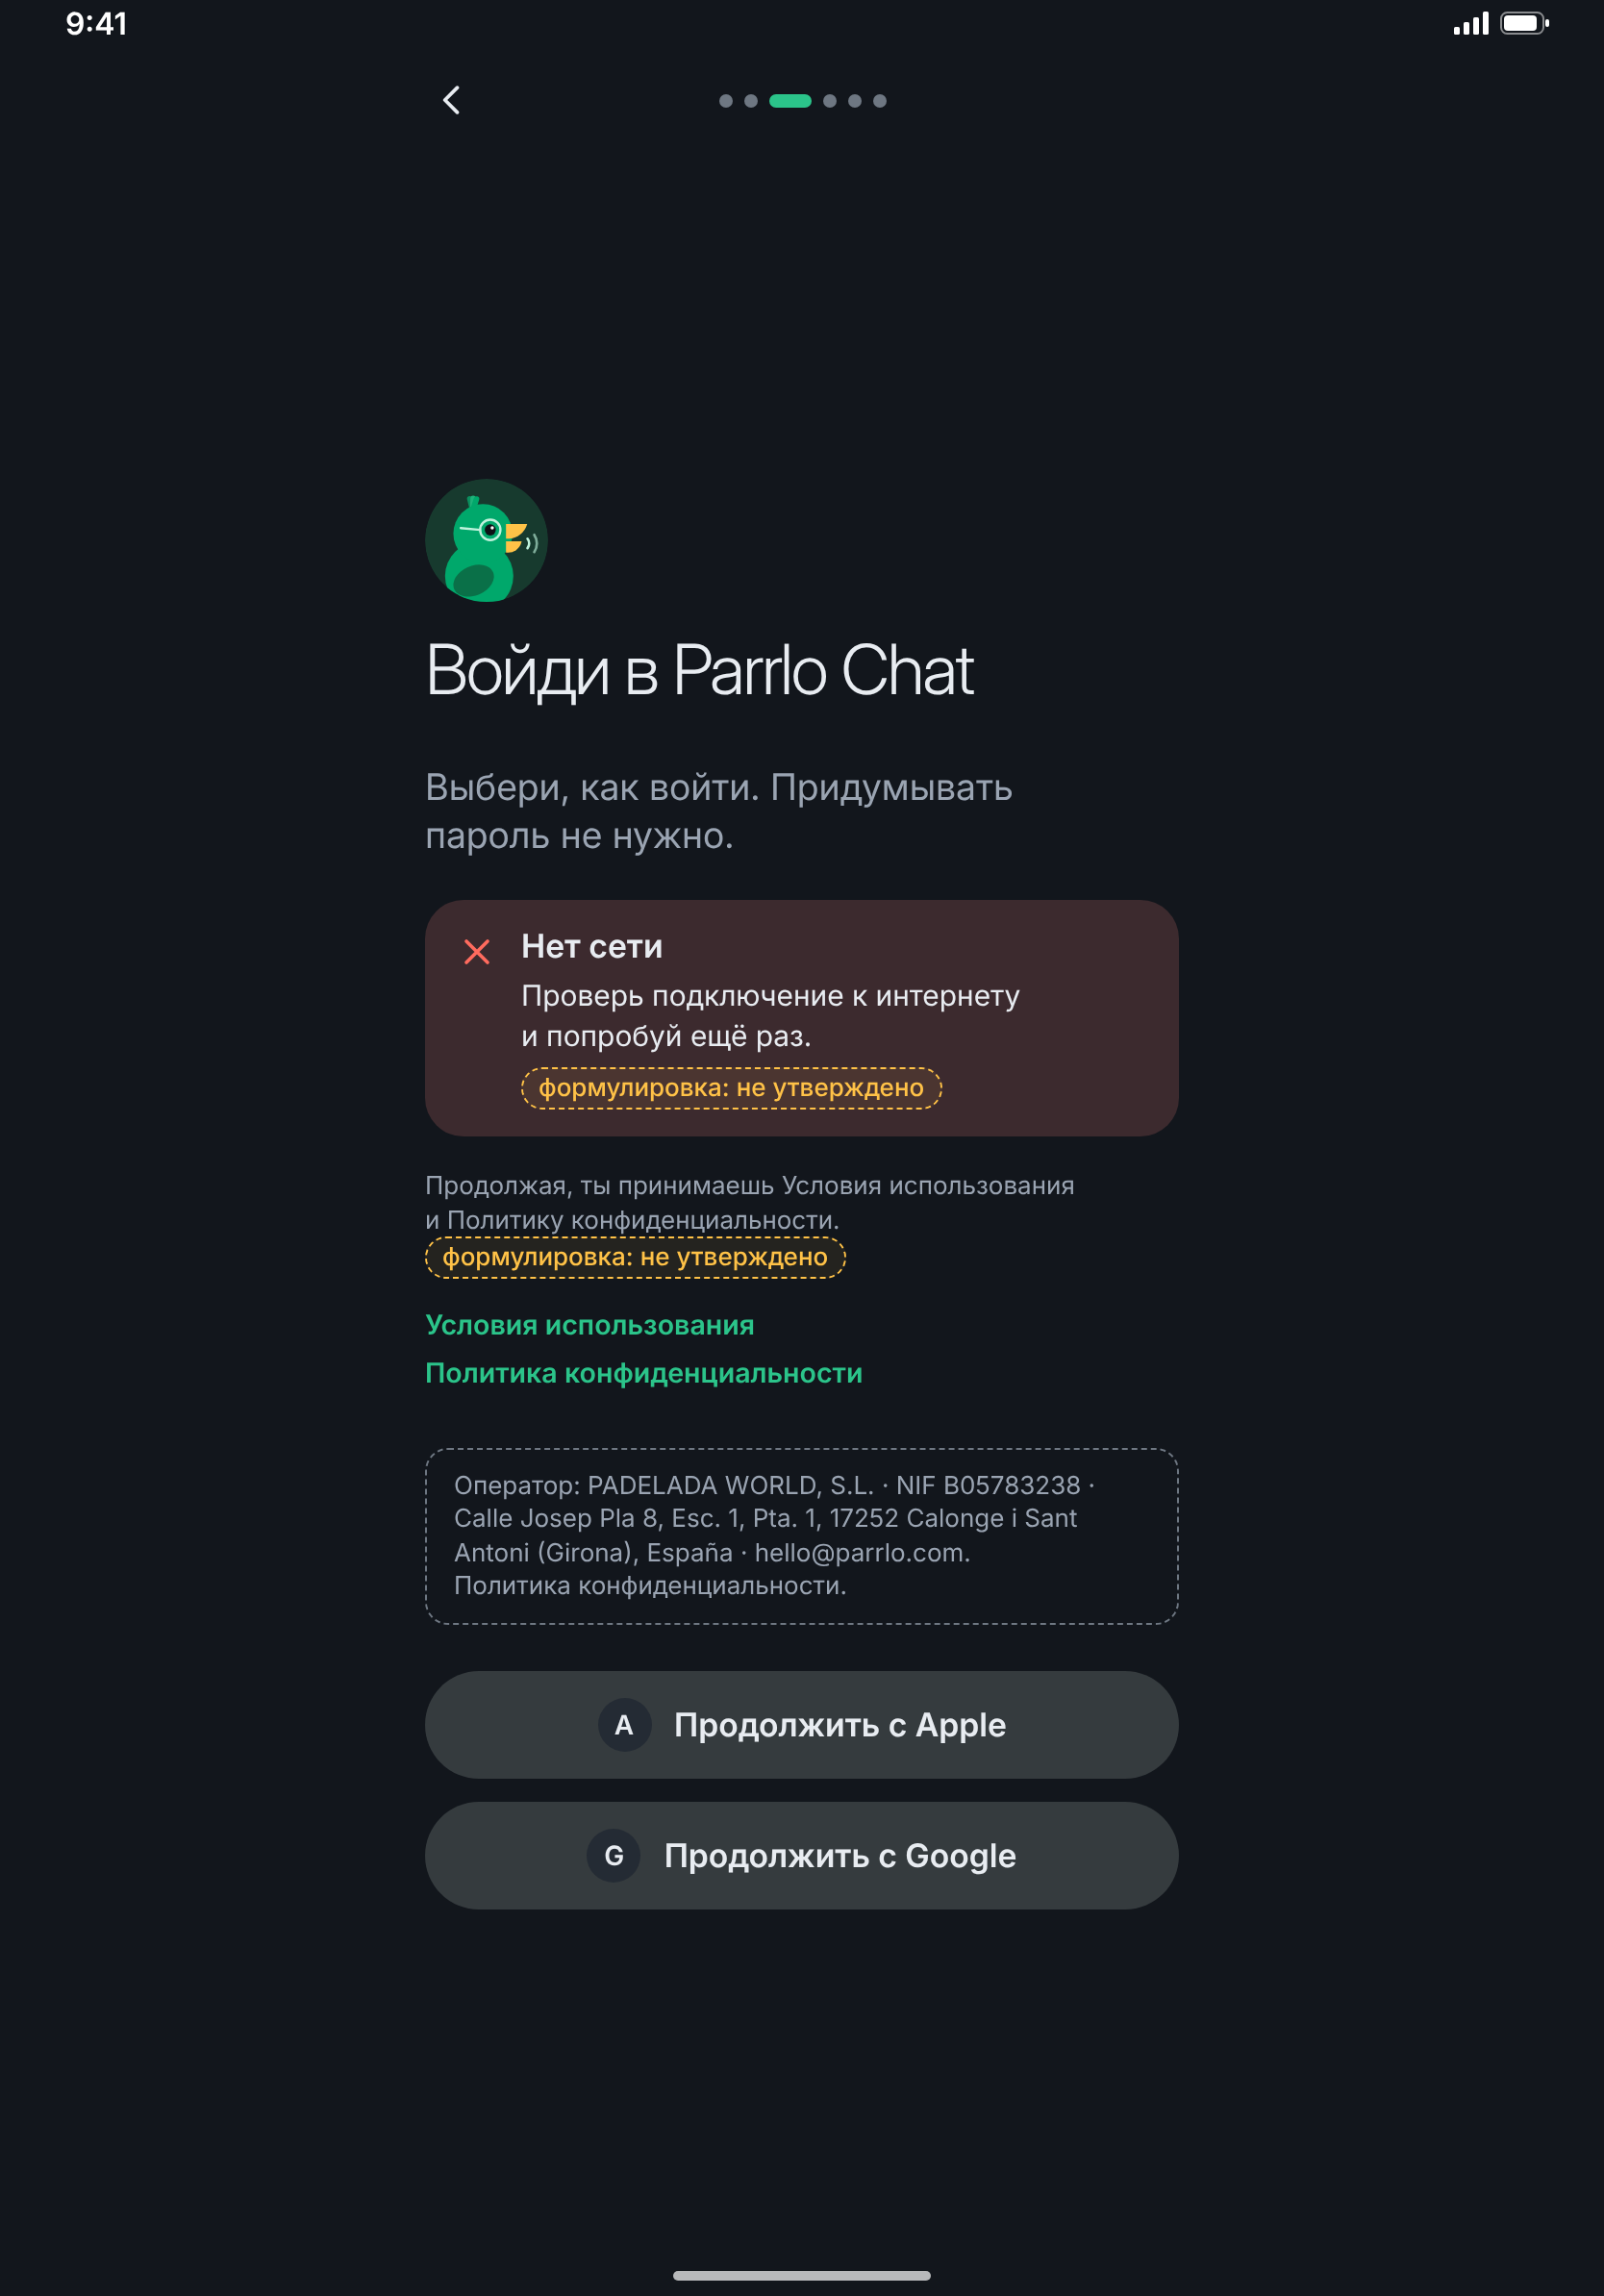 9:41
Войди в Parrlo Chat
Выбери, как войти. Придумывать
пароль не нужно.
Нет сети
Проверь подключение к интернету
и попробуй ещё раз.
формулировка: не утверждено
Продолжая, ты принимаешь Условия использования
и Политику конфиденциальности.
формулировка: не утверждено
Условия использования
Политика конфиденциальности
Оператор: PADELADA WORLD, S.L. · NIF B05783238 ·
Calle Josep Pla 8, Esc. 1, Pta. 1, 17252 Calonge i Sant
Antoni (Girona), España · hello@parrlo.com.
Политика конфиденциальности.
A Продолжить с Apple
G Продолжить с Google